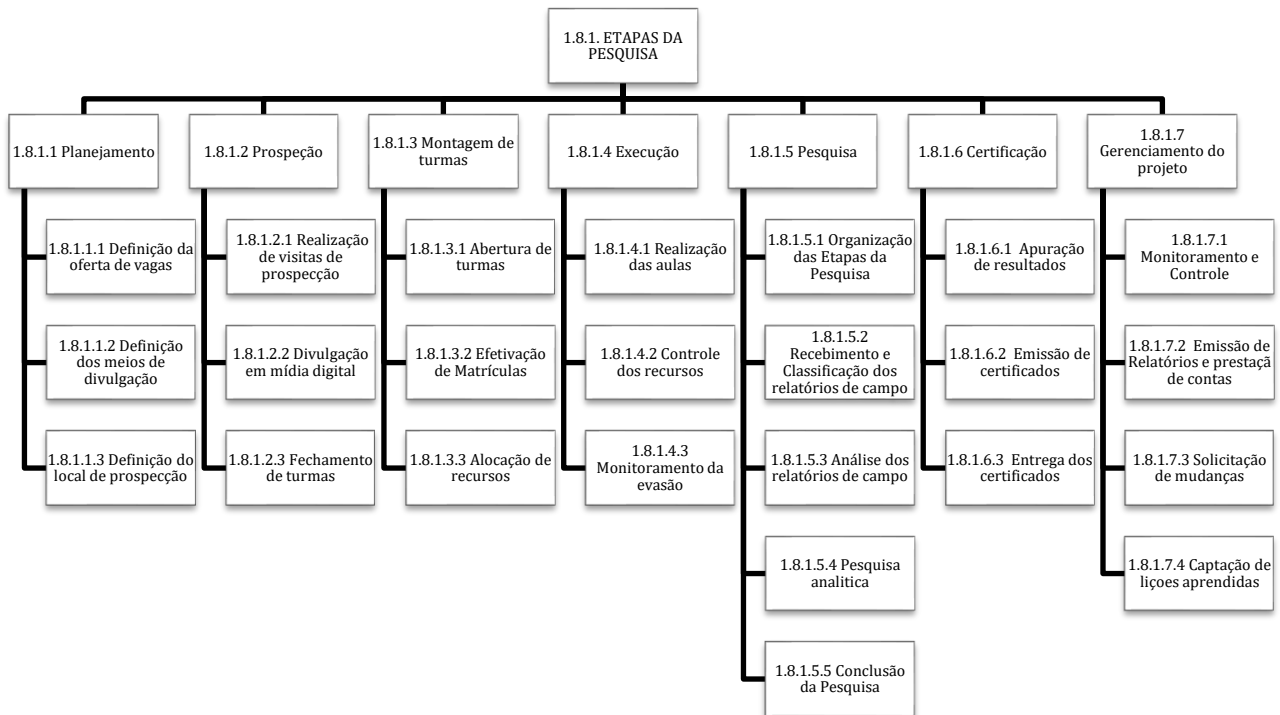 1.8.1. ETAPAS DA
PESQUISA
1.8.1.1 Planejamento
1.8.1.1.1 Definição da
oferta de vagas
1.8.1.1.2 Definição
dos meios de
divulgação
1.8.1.1.3 Definição do
local de prospecção
1.8.1.2 Prospeção
1.8.1.2.1 Realização
de visitas de
prospecção
1.8.1.2.2 Divulgação
em mídia digital
1.8.1.2.3 Fechamento
de turmas
1.8.1.3 Montagem de
turmas
1.8.1.3.1 Abertura de
turmas
1.8.1.3.2 Efetivação
de Matrículas
1.8.1.3.3 Alocação de
recursos
1.8.1.4 Execução
1.8.1.4.1 Realização
das aulas
1.8.1.4.2 Controle
dos recursos
1.8.1.4.3
Monitoramento da
evasão
1.8.1.5 Pesquisa
1.8.1.5.1 Organização
das Etapas da
Pesquisa
1.8.1.5.2
Recebimento e
Classificação dos
relatórios de campo
1.8.1.5.3 Análise dos
relatórios de campo
1.8.1.5.4 Pesquisa
analitica
1.8.1.5.5 Conclusão
da Pesquisa
1.8.1.6 Certificação
1.8.1.6.1 Apuração
de resultados
1.8.1.6.2 Emissão de
certificados
1.8.1.6.3 Entrega dos
certificados
1.8.1.7
Gerenciamento do
projeto
1.8.1.7.1
Monitoramento e
Controle
1.8.1.7.2 Emissão de
Relatórios e prestaçã
de contas
1.8.1.7.3 Solicitação
de mudanças
1.8.1.7.4 Captação de
liçoes aprendidas